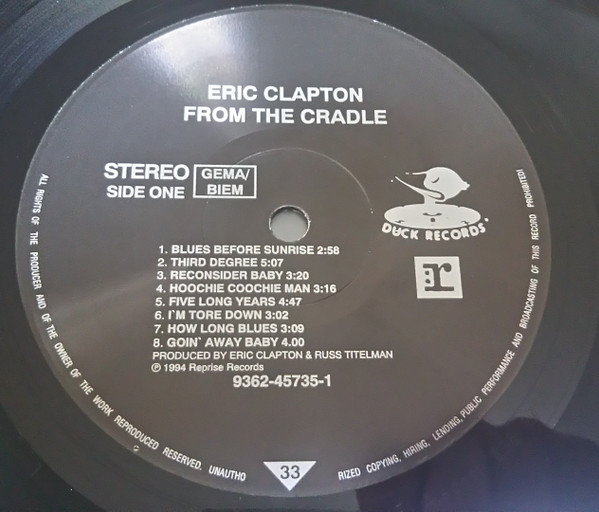 ERIC CLAPTON
FROM THE CRADLE
STEREO
SIDE ONE
GEMA/
BIEM
DUCK RECORDS
r
1. BLUES BEFORE SUNRISE 2:58
2. THIRD DEGREE 5:07
3. RECONSIDER BABY 3:20
4. HOOCHIE COOCHIE MAN 3:16
5. FIVE LONG YEARS 4:47
6. I`M TORE DOWN 3:02
7. HOW LONG BLUES 3:09
8. GOIN` AWAY BABY 4.00
PRODUCED BY ERIC CLAPTON & RUSS TITELMAN
℗ 1994 Reprise Records
9362-45735-1
ALL RIGHTS OF THE PRODUCER AND OF THE OWNER OF THE WORK REPRODUCED RESERVED. UNAUTHO
33
RIZED COPYING, HIRING, LENDING, PUBLIC PERFORMANCE AND BROADCASTING OF THIS RECORD PROHIBITED!